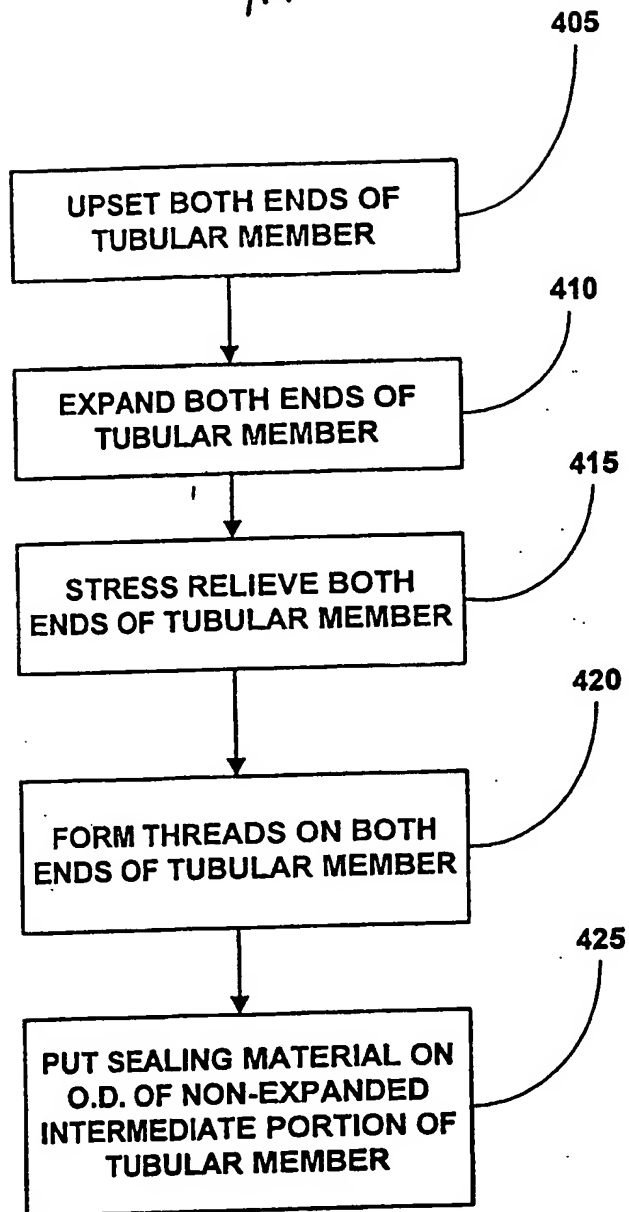 405
UPSET BOTH ENDS OF
TUBULAR MEMBER
410
EXPAND BOTH ENDS OF
TUBULAR MEMBER
415
STRESS RELIEVE BOTH
ENDS OF TUBULAR MEMBER
420
FORM THREADS ON BOTH
ENDS OF TUBULAR MEMBER
425
PUT SEALING MATERIAL ON
O.D. OF NON-EXPANDED
INTERMEDIATE PORTION OF
TUBULAR MEMBER